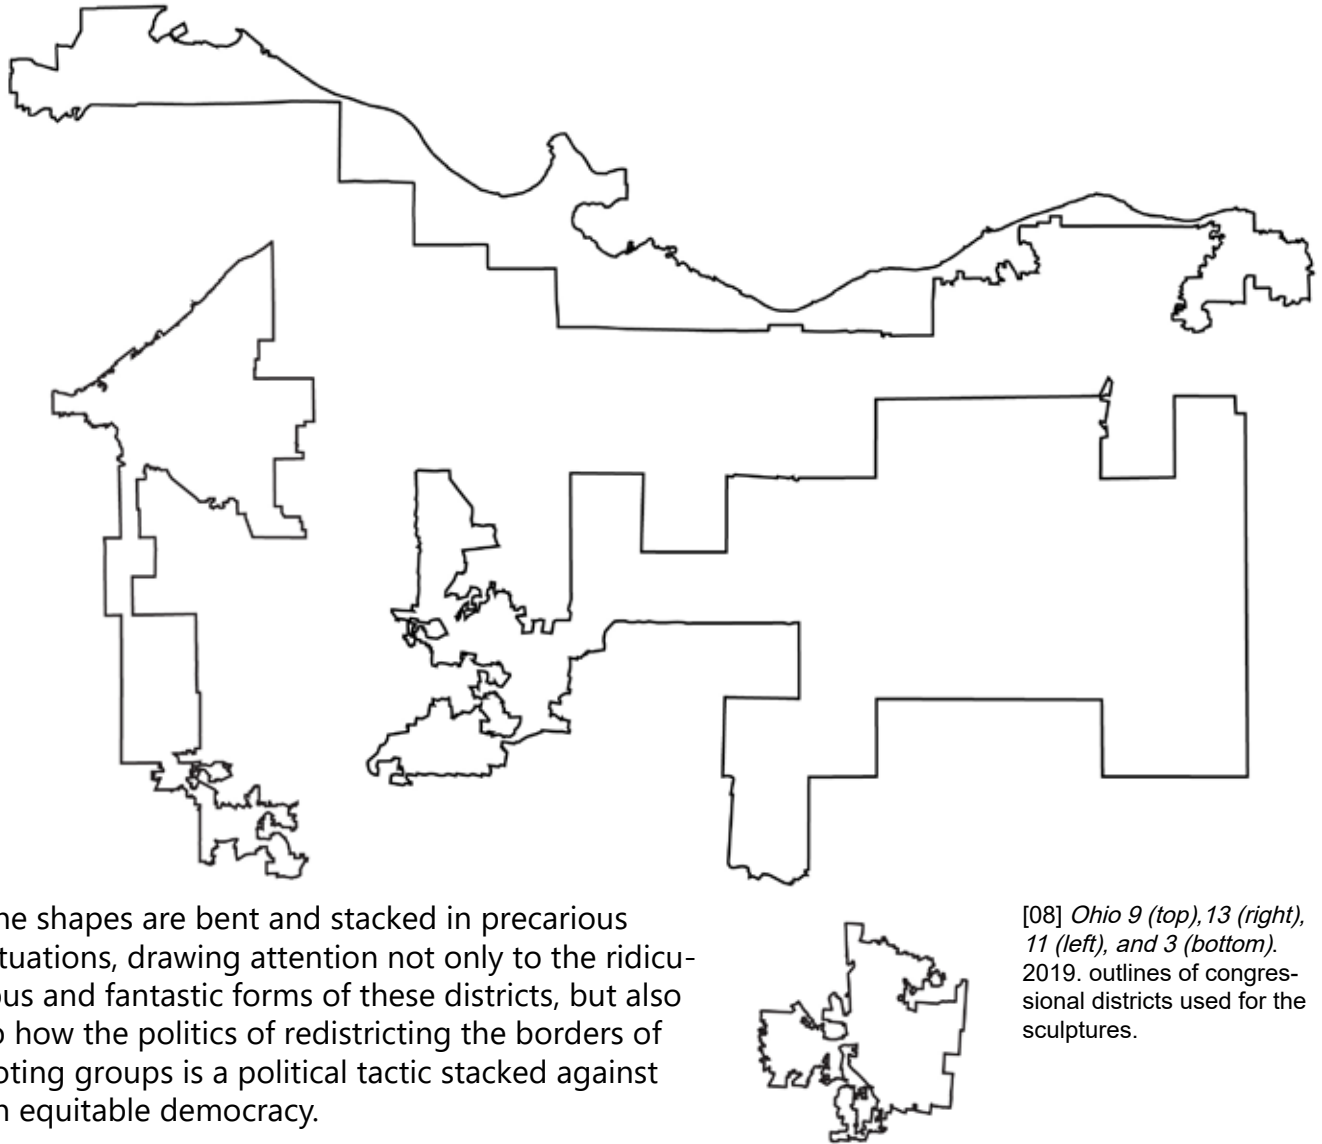 he shapes are bent and stacked in precarious
tuations, drawing attention not only to the ridicu-
ous and fantastic forms of these districts, but also
o how the politics of redistricting the borders of
oting groups is a political tactic stacked against
n equitable democracy.
[08] Ohio 9 (top),13 (right),
11 (left), and 3 (bottom).
2019. outlines of congres-
sional districts used for the
sculptures.